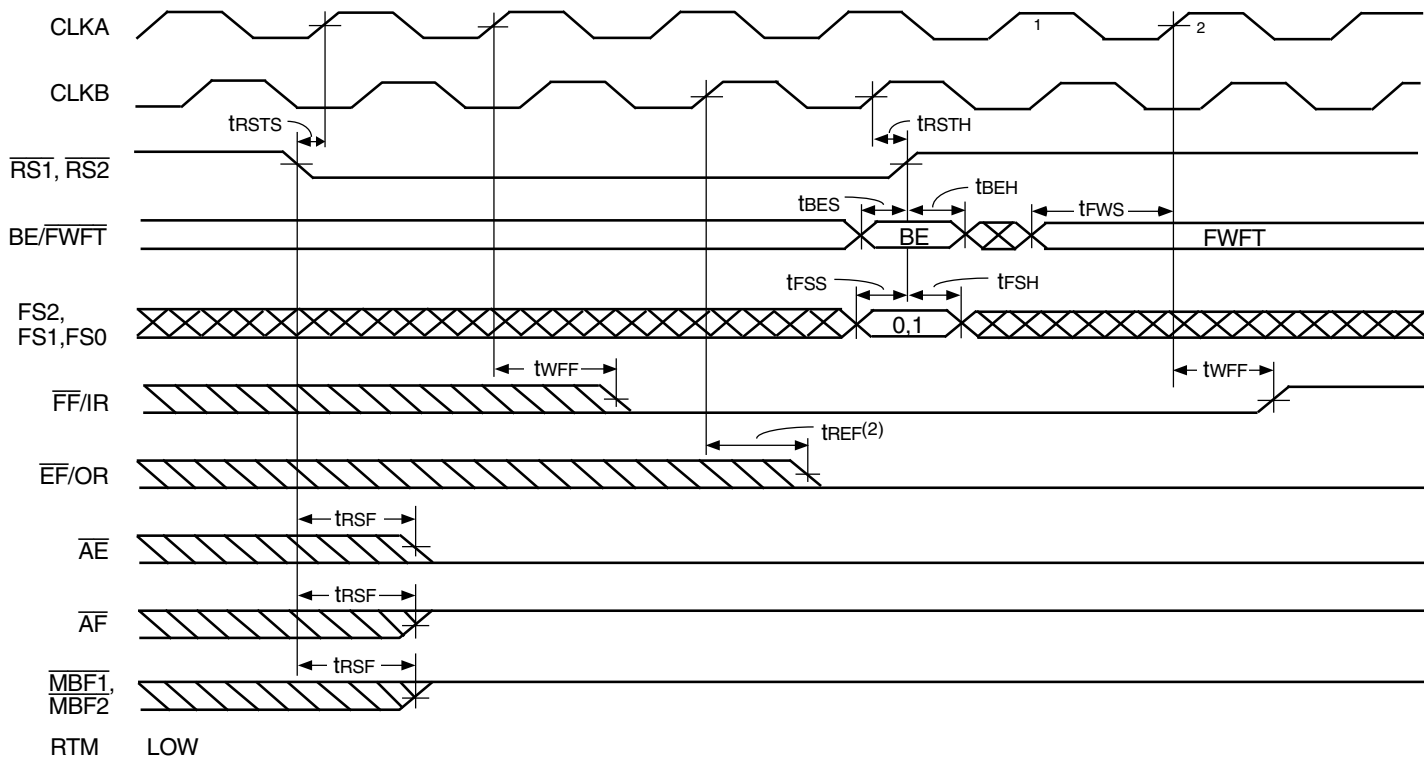 CLKA
1
2
CLKB
tRSTS
tRSTH
RS1, RS2
tBES
tBEH
tFWS
BE/FWFT
BE
FWFT
tFSS
tFSH
FS2,
FS1,FS0
0,1
tWFF
tWFF
FF/IR
tREF(2)
EF/OR
tRSF
AE
tRSF
AF
tRSF
MBF1,
MBF2
RTM LOW